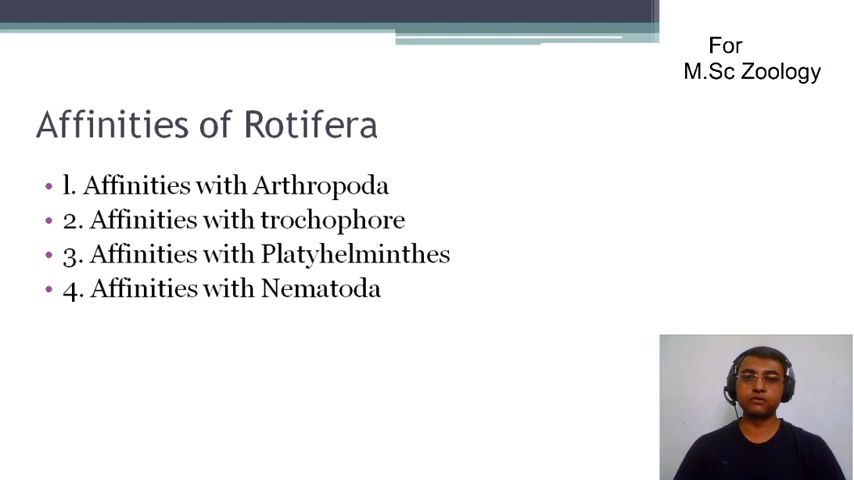 For
M.Sc Zoology
Affinities of Rotifera
• l. Affinities with Arthropoda
• 2. Affinities with trochophore
• 3. Affinities with Platyhelminthes
• 4. Affinities with Nematoda